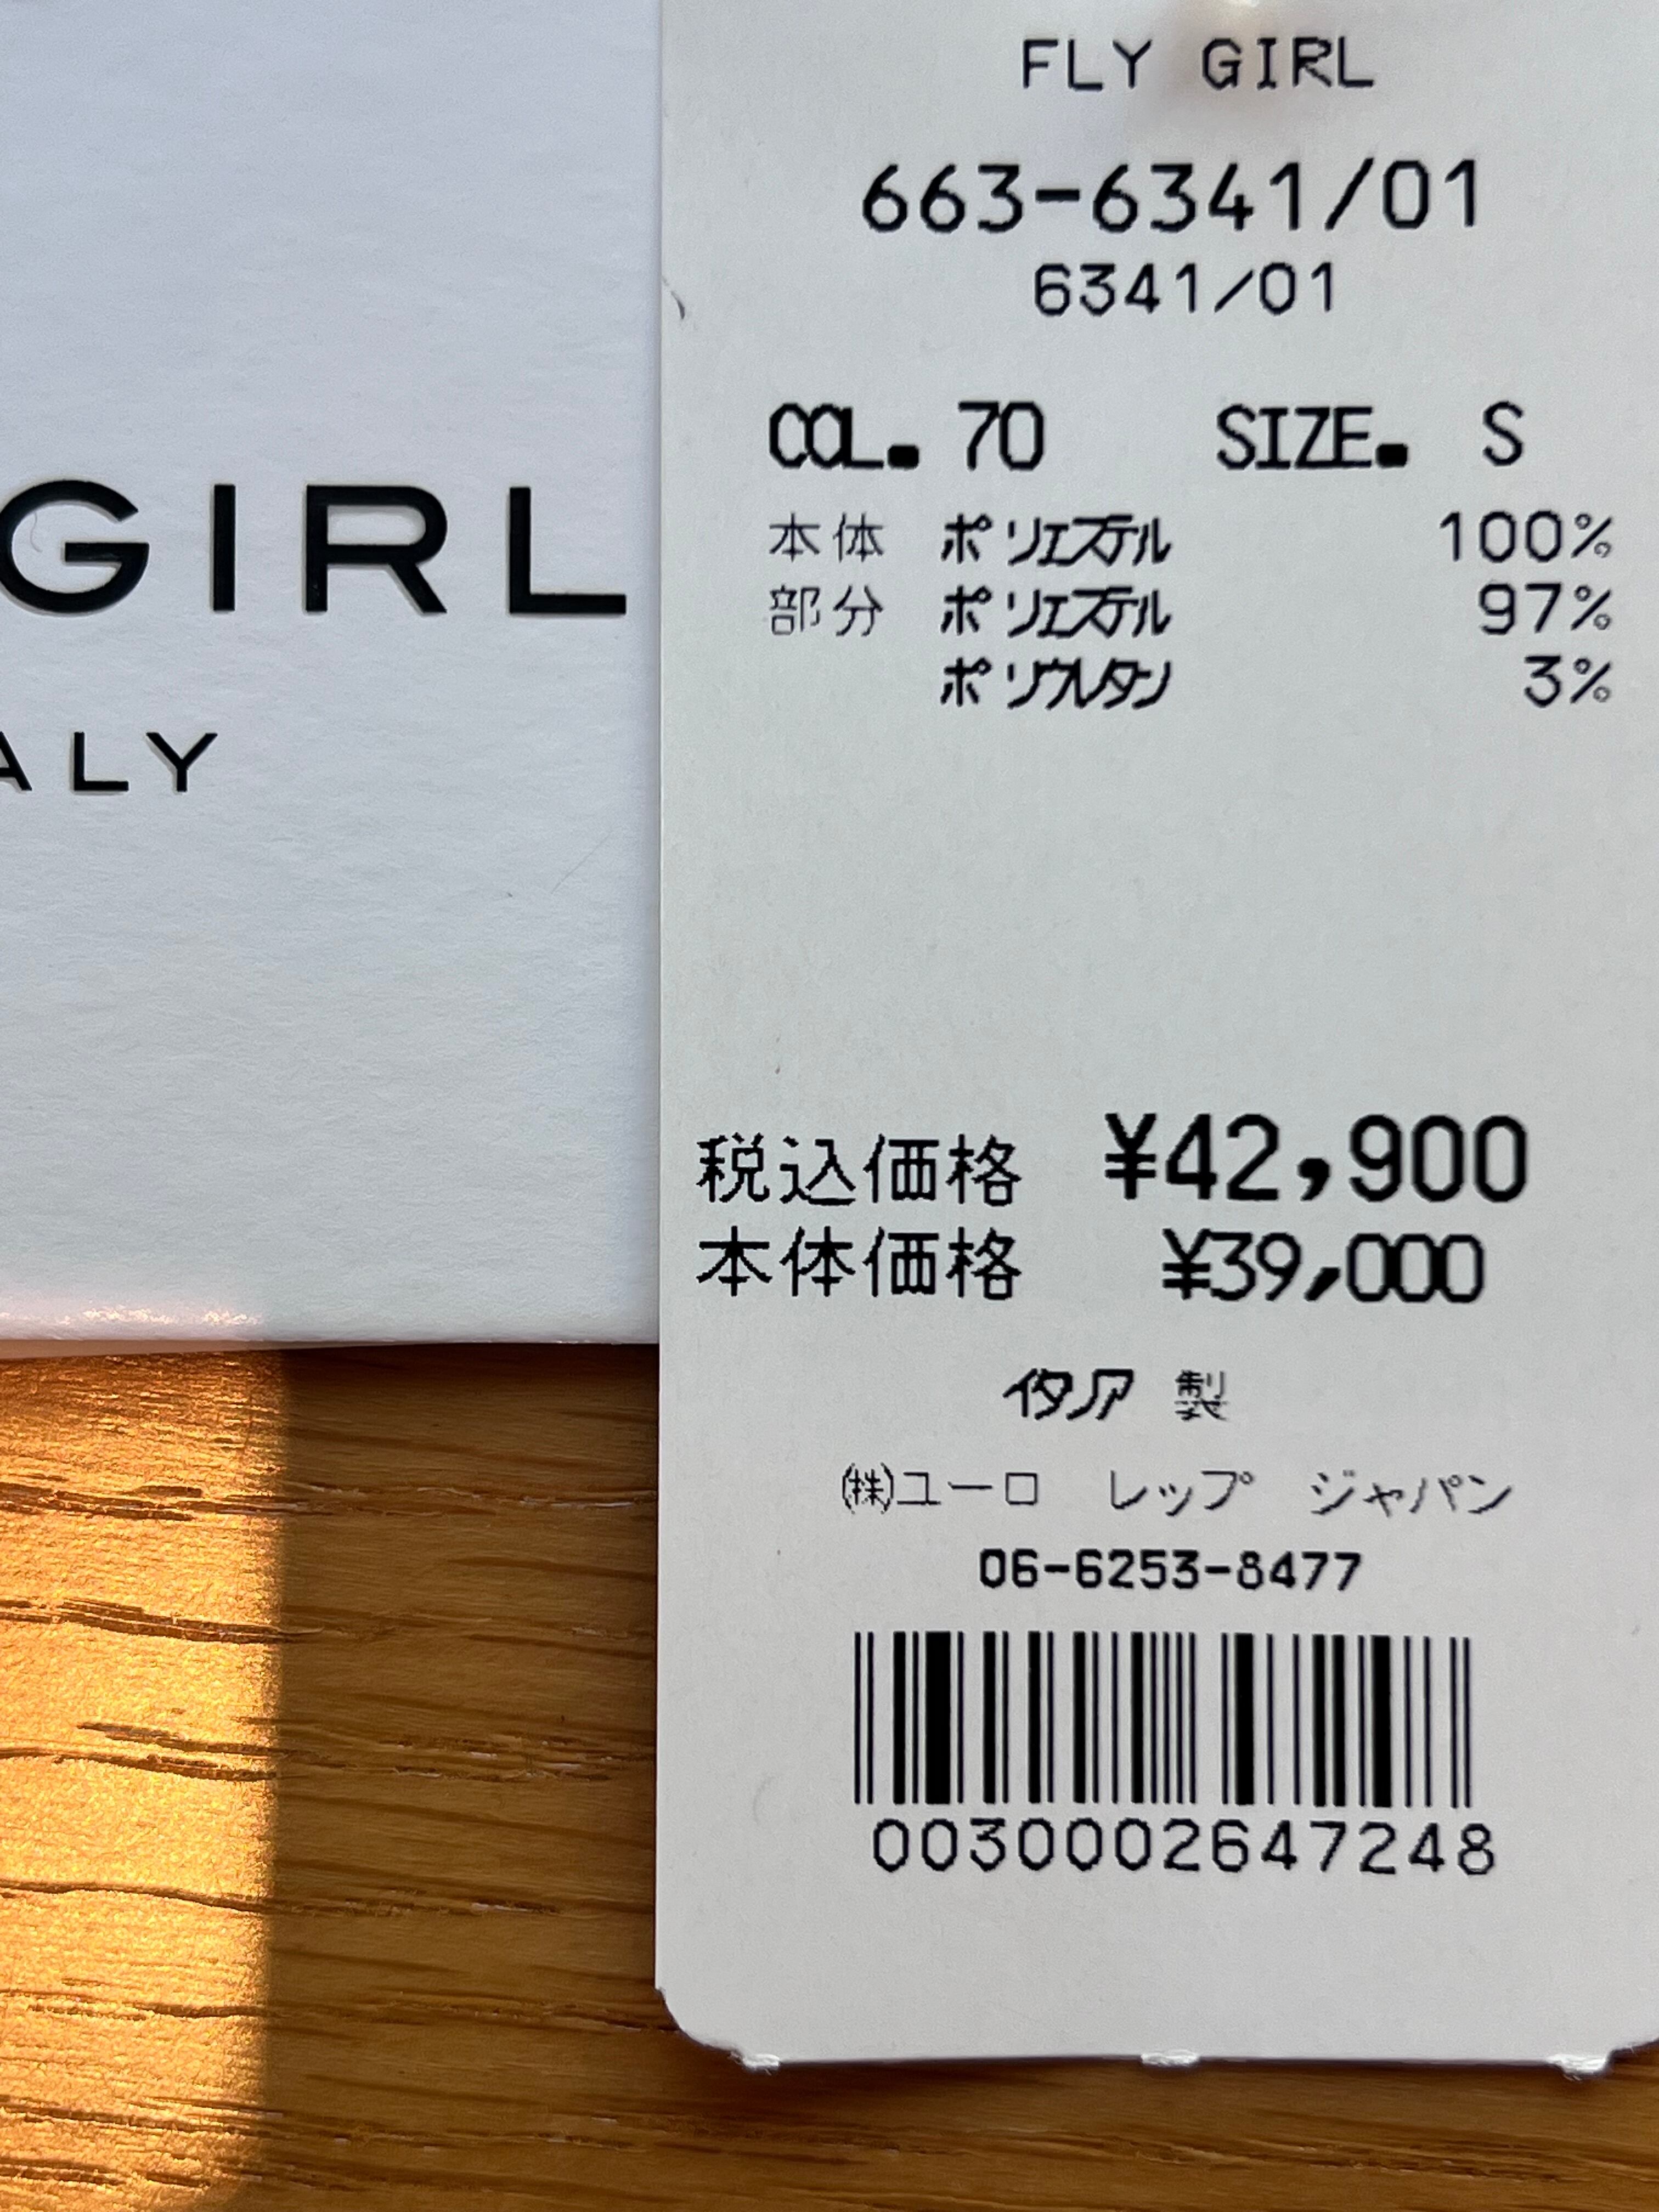 GIRL
ALY
FLY GIRL
663-6341/01
6341/01
COL. 70 SIZE. S
本体 ポリエステル 100%
部分 ポリエステル 97%
ポリウレタン 3%
税込価格 ¥42,900
本体価格 ¥39,000
イタリア 製
㈱ユーロ レップ ジャパン
06-6253-8477
0030002647248